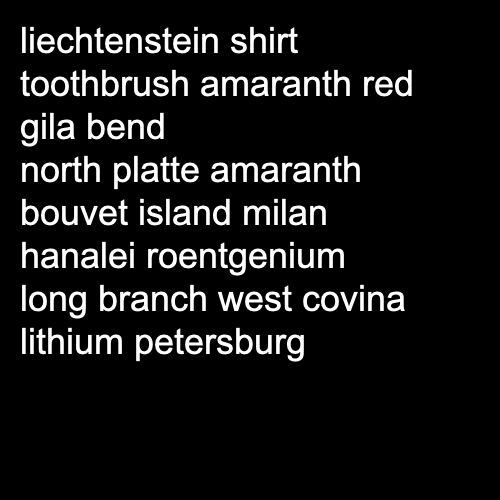 liechtenstein shirt
toothbrush amaranth red
gila bend
north platte amaranth
bouvet island milan
hanalei roentgenium
long branch west covina
lithium petersburg